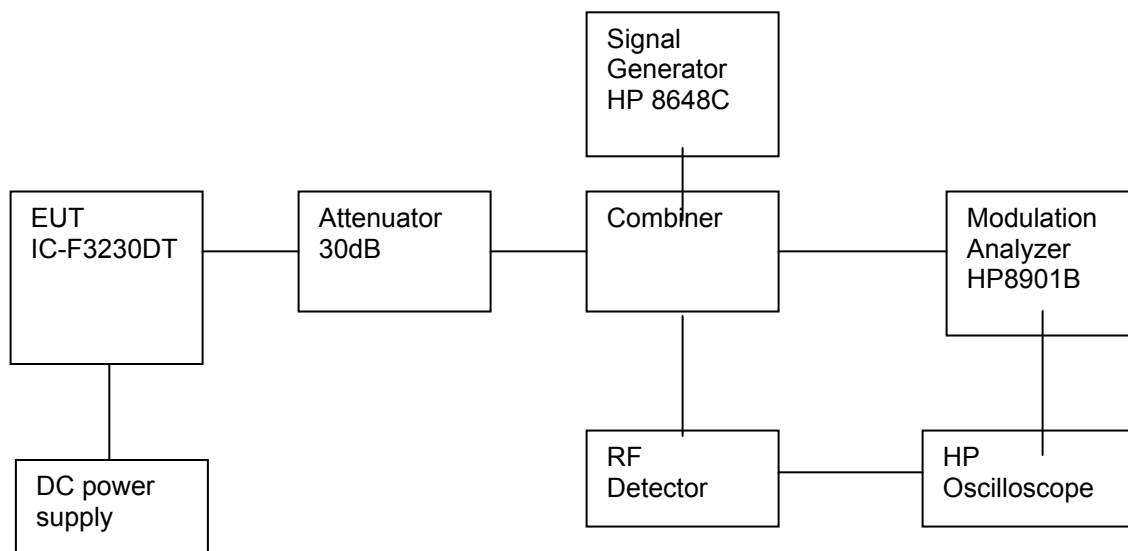 Signal
Generator
HP 8648C
EUT
IC-F3230DT
Attenuator
30dB
Combiner
Modulation
Analyzer
HP8901B
DC power
supply
RF
Detector
HP
Oscilloscope